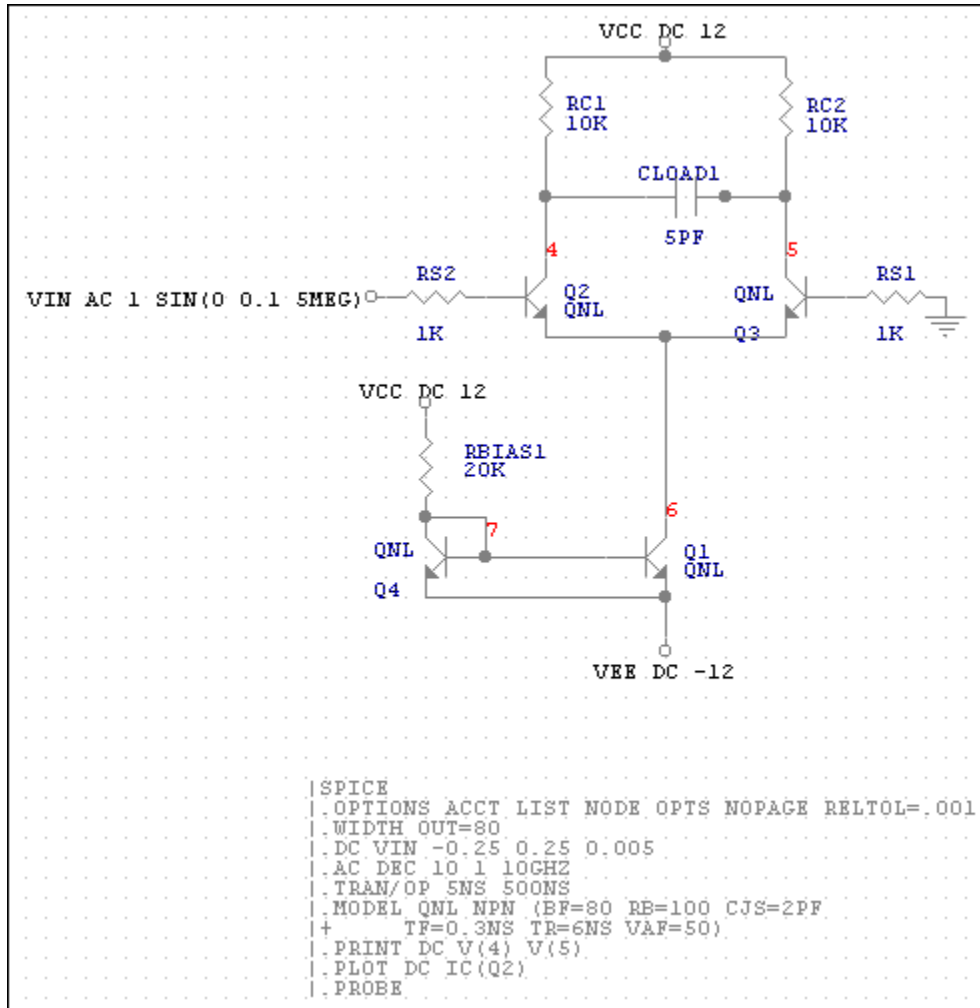 VCC DC 12
RC1
10K
RC2
10K
CLOAD1
5PF
4
5
RS2
1K
VIN AC 1 SIN(0 0.1 5MEG)
Q2
QNL
QNL
Q3
RS1
1K
VCC DC 12
RBIAS1
20K
7
6
QNL
Q4
Q1
QNL
VEE DC -12
|SPICE
|.OPTIONS ACCT LIST NODE OPTS NOPAGE RELTOL=.001
|.WIDTH OUT=80
|.DC VIN -0.25 0.25 0.005
|.AC DEC 10 1 10GHZ
|.TRAN/OP 5NS 500NS
|.MODEL QNL NPN (BF=80 RB=100 CJS=2PF
|+ TF=0.3NS TR=6NS VAF=50)
|.PRINT DC V(4) V(5)
|.PLOT DC IC(Q2)
|.PROBE